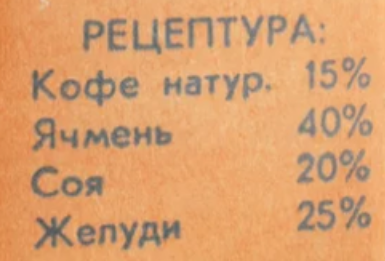 РЕЦЕПТУРА:
Кофе натур. 15%
Ячмень 40%
Соя 20%
Желуди 25%